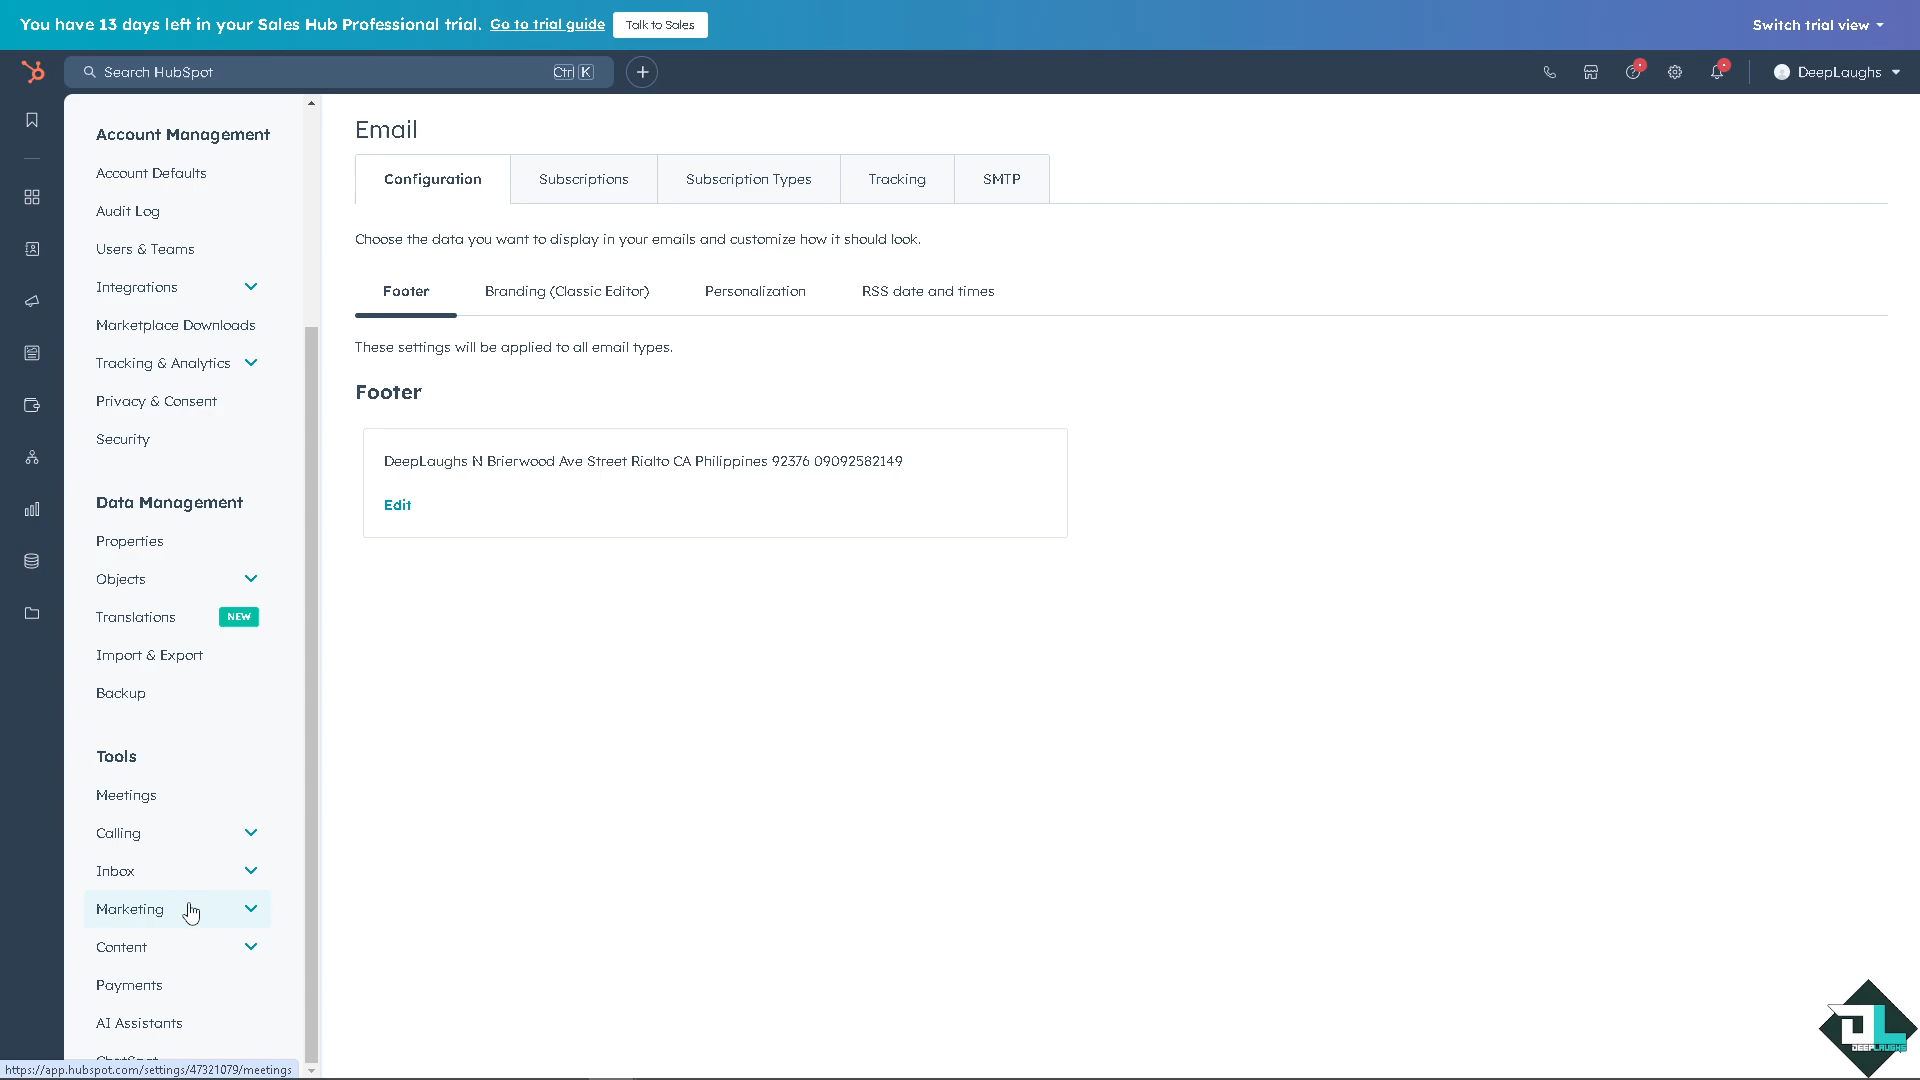 You have 13 days left in your Sales Hub Professional trial. Go to trial guide Talk to Sales Switch trial view
Search HubSpot Ctrl K DeepLaughs
Account Management
Account Defaults
Audit Log
Users & Teams
Integrations
Marketplace Downloads
Tracking & Analytics
Privacy & Consent
Security
Data Management
Properties
Objects
Translations NEW
Import & Export
Backup
Tools
Meetings
Calling
Inbox
Marketing
Content
Payments
AI Assistants
ChatSpot
https://app.hubspot.com/settings/47321079/meetings
Email
Configuration Subscriptions Subscription Types Tracking SMTP
Choose the data you want to display in your emails and customize how it should look.
Footer Branding (Classic Editor) Personalization RSS date and times
These settings will be applied to all email types.
Footer
DeepLaughs N Brierwood Ave Street Rialto CA Philippines 92376 09092582149
Edit
DL
DEEPLAUGHS